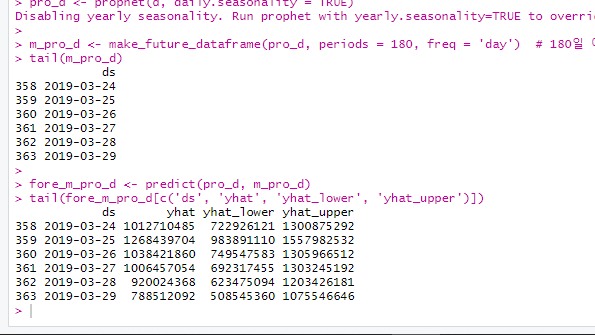 > pro_d <- prophet(d, daily.seasonality = TRUE)
Disabling yearly seasonality. Run prophet with yearly.seasonality=TRUE to overri
>
> m_pro_d <- make_future_dataframe(pro_d, periods = 180, freq = 'day')  # 180일
> tail(m_pro_d)
            ds
358 2019-03-24
359 2019-03-25
360 2019-03-26
361 2019-03-27
362 2019-03-28
363 2019-03-29
>
> fore_m_pro_d <- predict(pro_d, m_pro_d)
> tail(fore_m_pro_d[c('ds', 'yhat', 'yhat_lower', 'yhat_upper')])
            ds       yhat yhat_lower yhat_upper
358 2019-03-24 1012710485  722926121 1300875292
359 2019-03-25 1268439704  983891110 1557982532
360 2019-03-26 1038421860  749547583 1305966512
361 2019-03-27 1006457054  692317455 1303245192
362 2019-03-28  920024368  623475094 1203426181
363 2019-03-29  788512092  508545360 1075546646
>